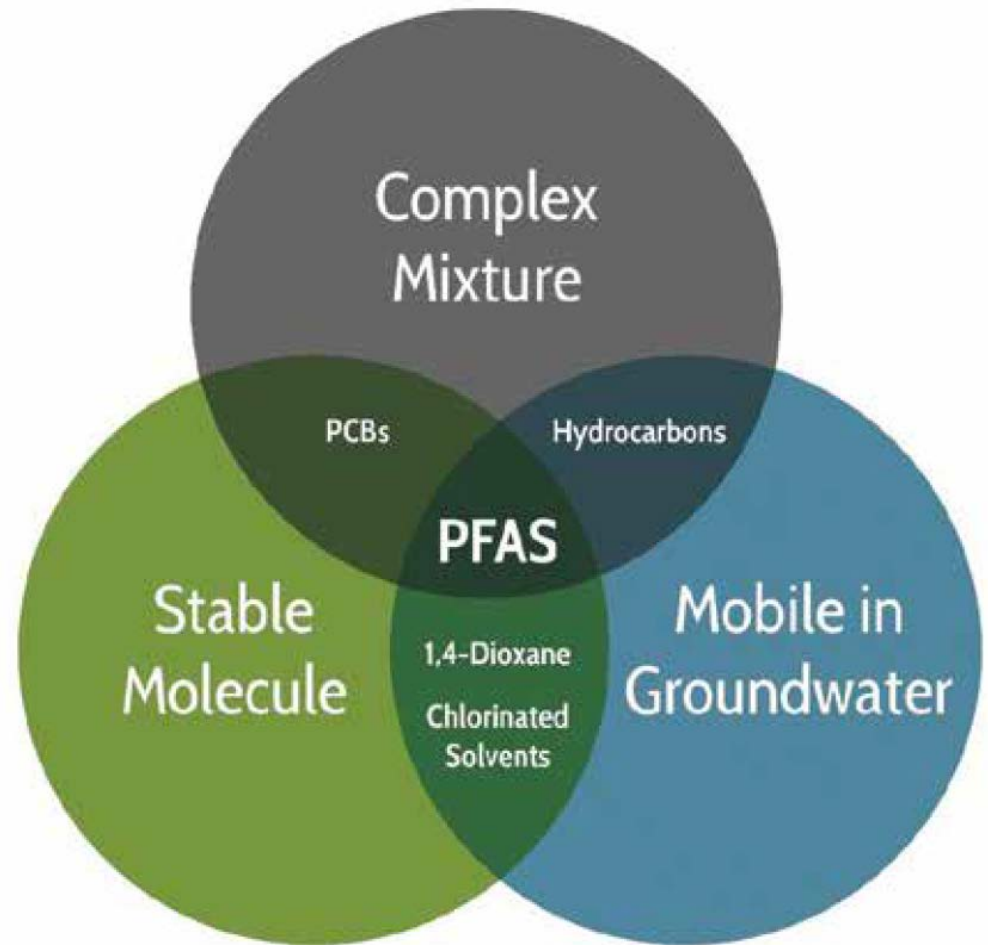 Complex
Mixture
PCBs
Hydrocarbons
PFAS
Stable
Molecule
1,4-Dioxane
Chlorinated
Solvents
Mobile in
Groundwater